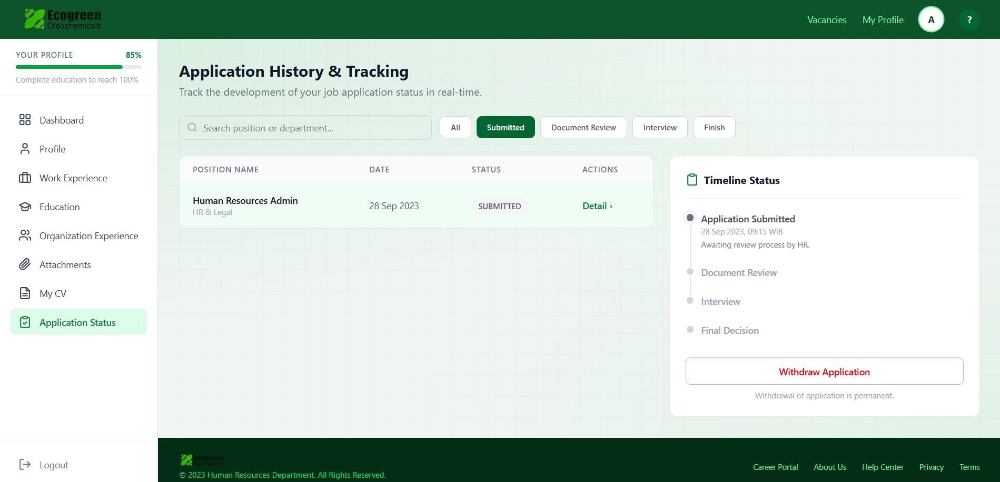 Ecogreen
Oleochemicals
Vacancies
My Profile
A
?
YOUR PROFILE
85%
Complete education to reach 100%
Dashboard
Profile
Work Experience
Education
Organization Experience
Attachments
My CV
Application Status
Logout
Application History & Tracking
Track the development of your job application status in real-time.
Search position or department...
All
Submitted
Document Review
Interview
Finish
POSITION NAME DATE STATUS ACTIONS
Human Resources Admin
HR & Legal
28 Sep 2023
SUBMITTED
Detail ›
Timeline Status
Application Submitted
28 Sep 2023, 09:15 WIB
Awaiting review process by HR.
Document Review
Interview
Final Decision
Withdraw Application
Withdrawal of application is permanent.
Ecogreen
Oleochemicals
© 2023 Human Resources Department. All Rights Reserved.
Career Portal
About Us
Help Center
Privacy
Terms